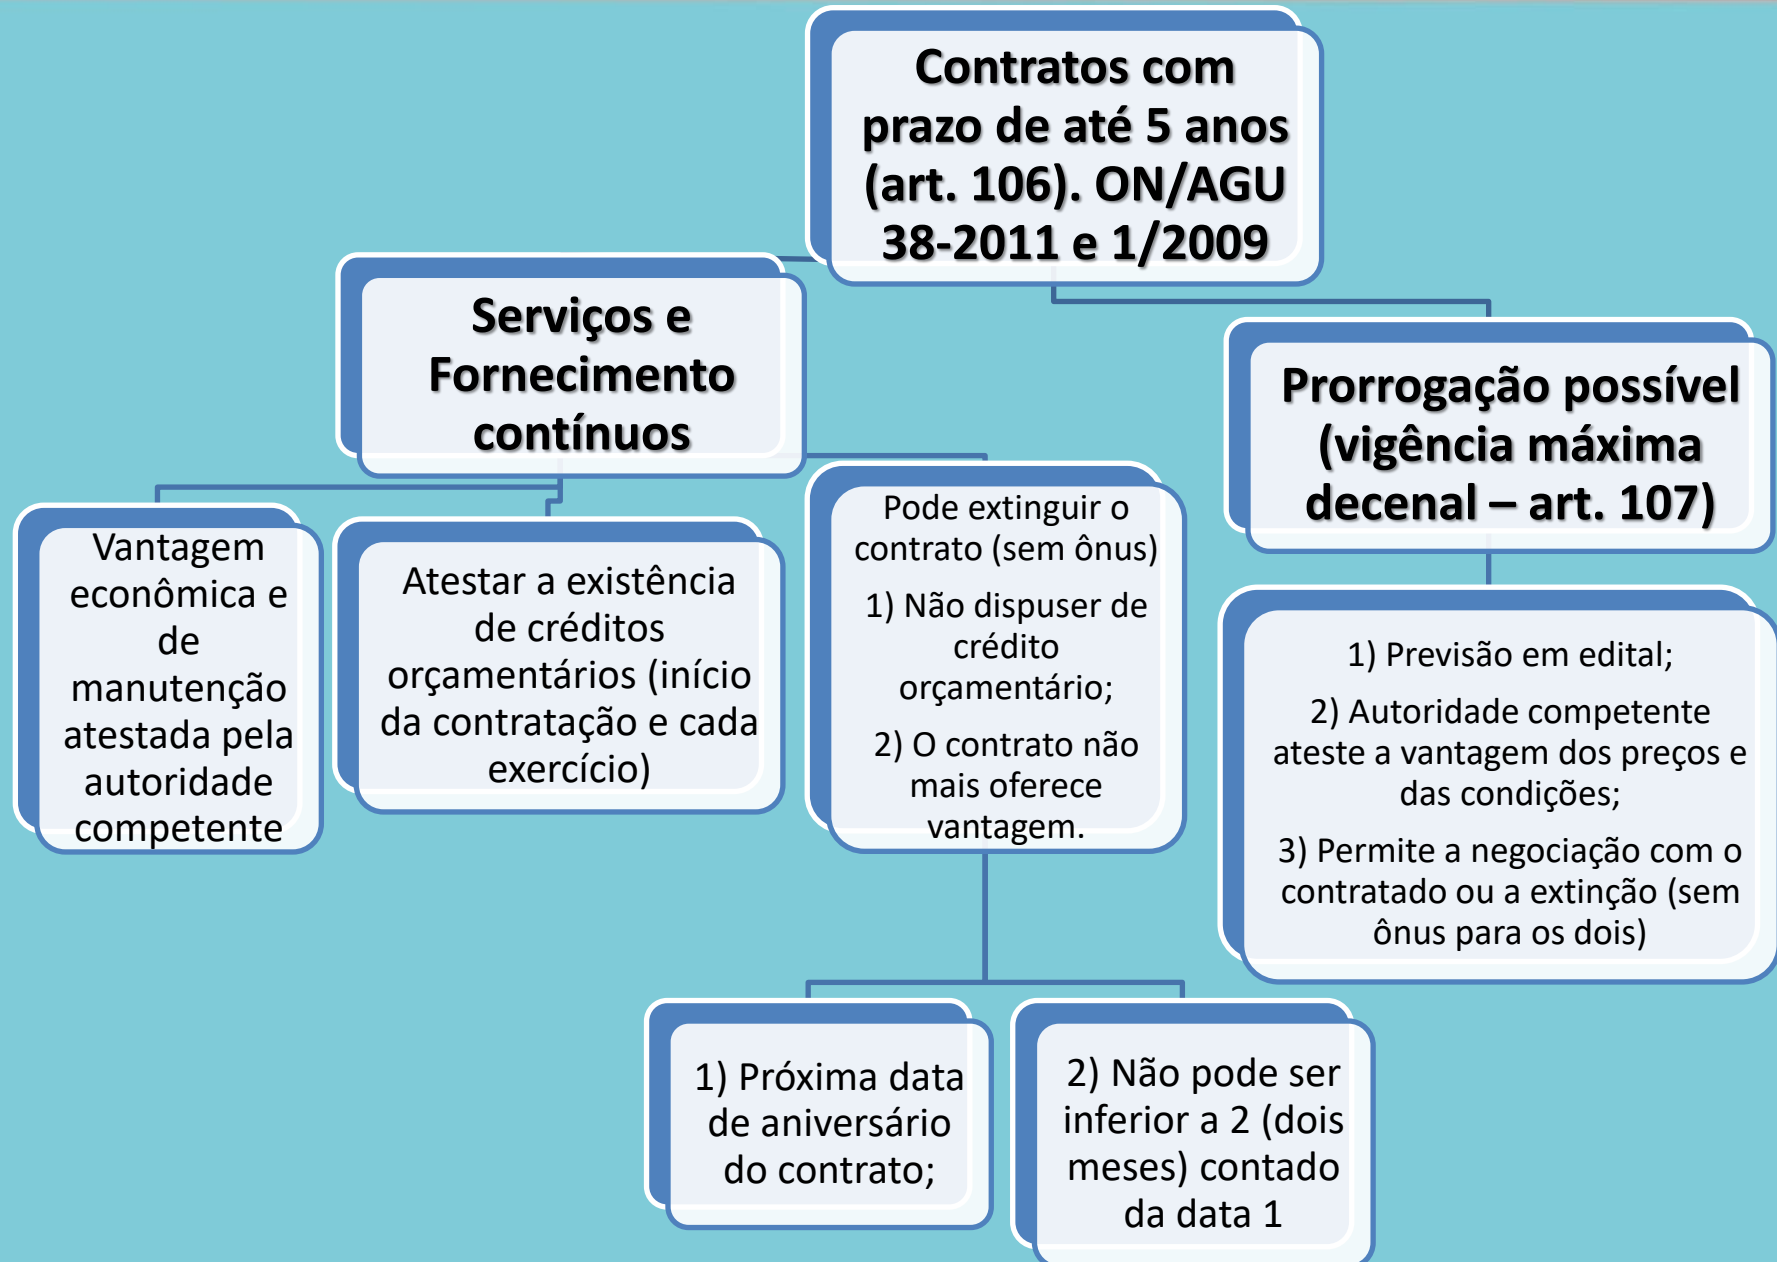 Contratos com
prazo de até 5 anos
(art. 106). ON/AGU
38-2011 e 1/2009
Serviços e
Fornecimento
contínuos
Prorrogação possível
(vigência máxima
decenal – art. 107)
Vantagem
econômica e
de
manutenção
atestada pela
autoridade
competente
Atestar a existência
de créditos
orçamentários (início
da contratação e cada
exercício)
Pode extinguir o
contrato (sem ônus)
1) Não dispuser de
crédito
orçamentário;
2) O contrato não
mais oferece
vantagem.
1) Previsão em edital;
2) Autoridade competente
ateste a vantagem dos preços e
das condições;
3) Permite a negociação com o
contratado ou a extinção (sem
ônus para os dois)
1) Próxima data
de aniversário
do contrato;
2) Não pode ser
inferior a 2 (dois
meses) contado
da data 1